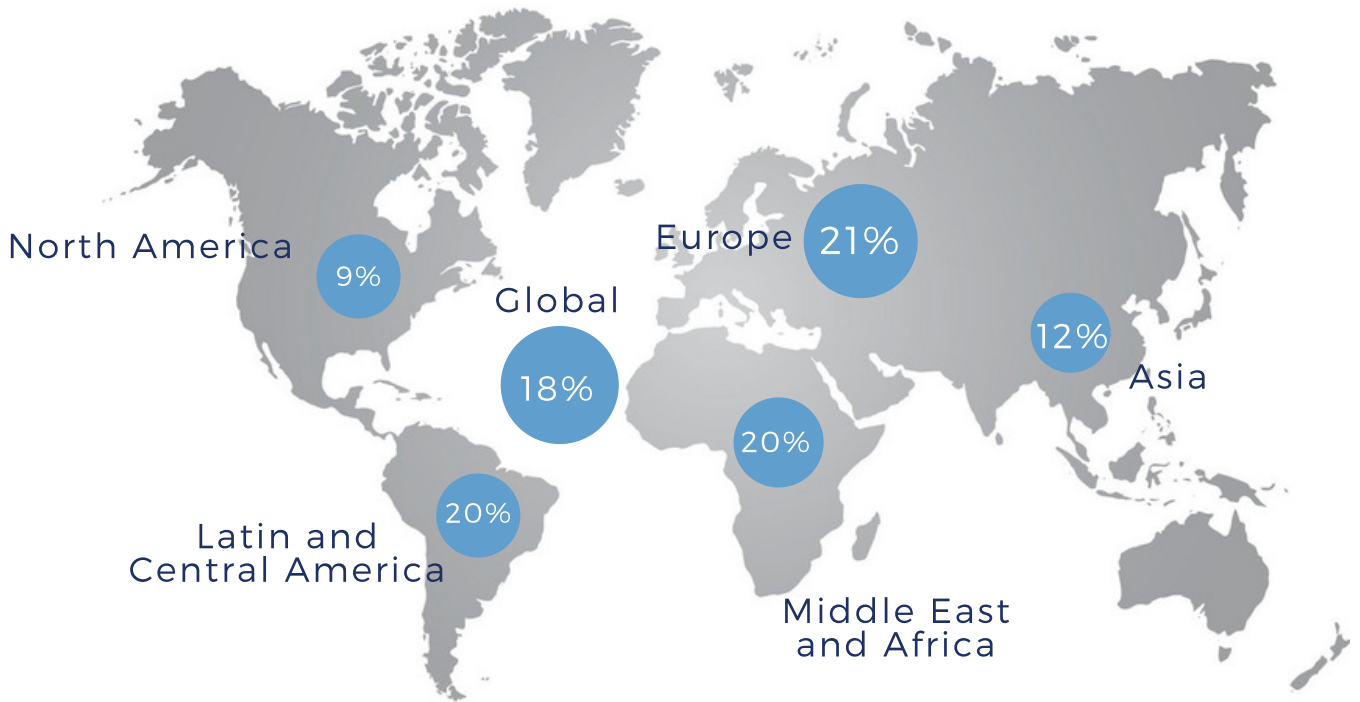 North America
9%
Global
18%
Europe
21%
12%
Asia
20%
20%
Latin and
Central America
Middle East
and Africa